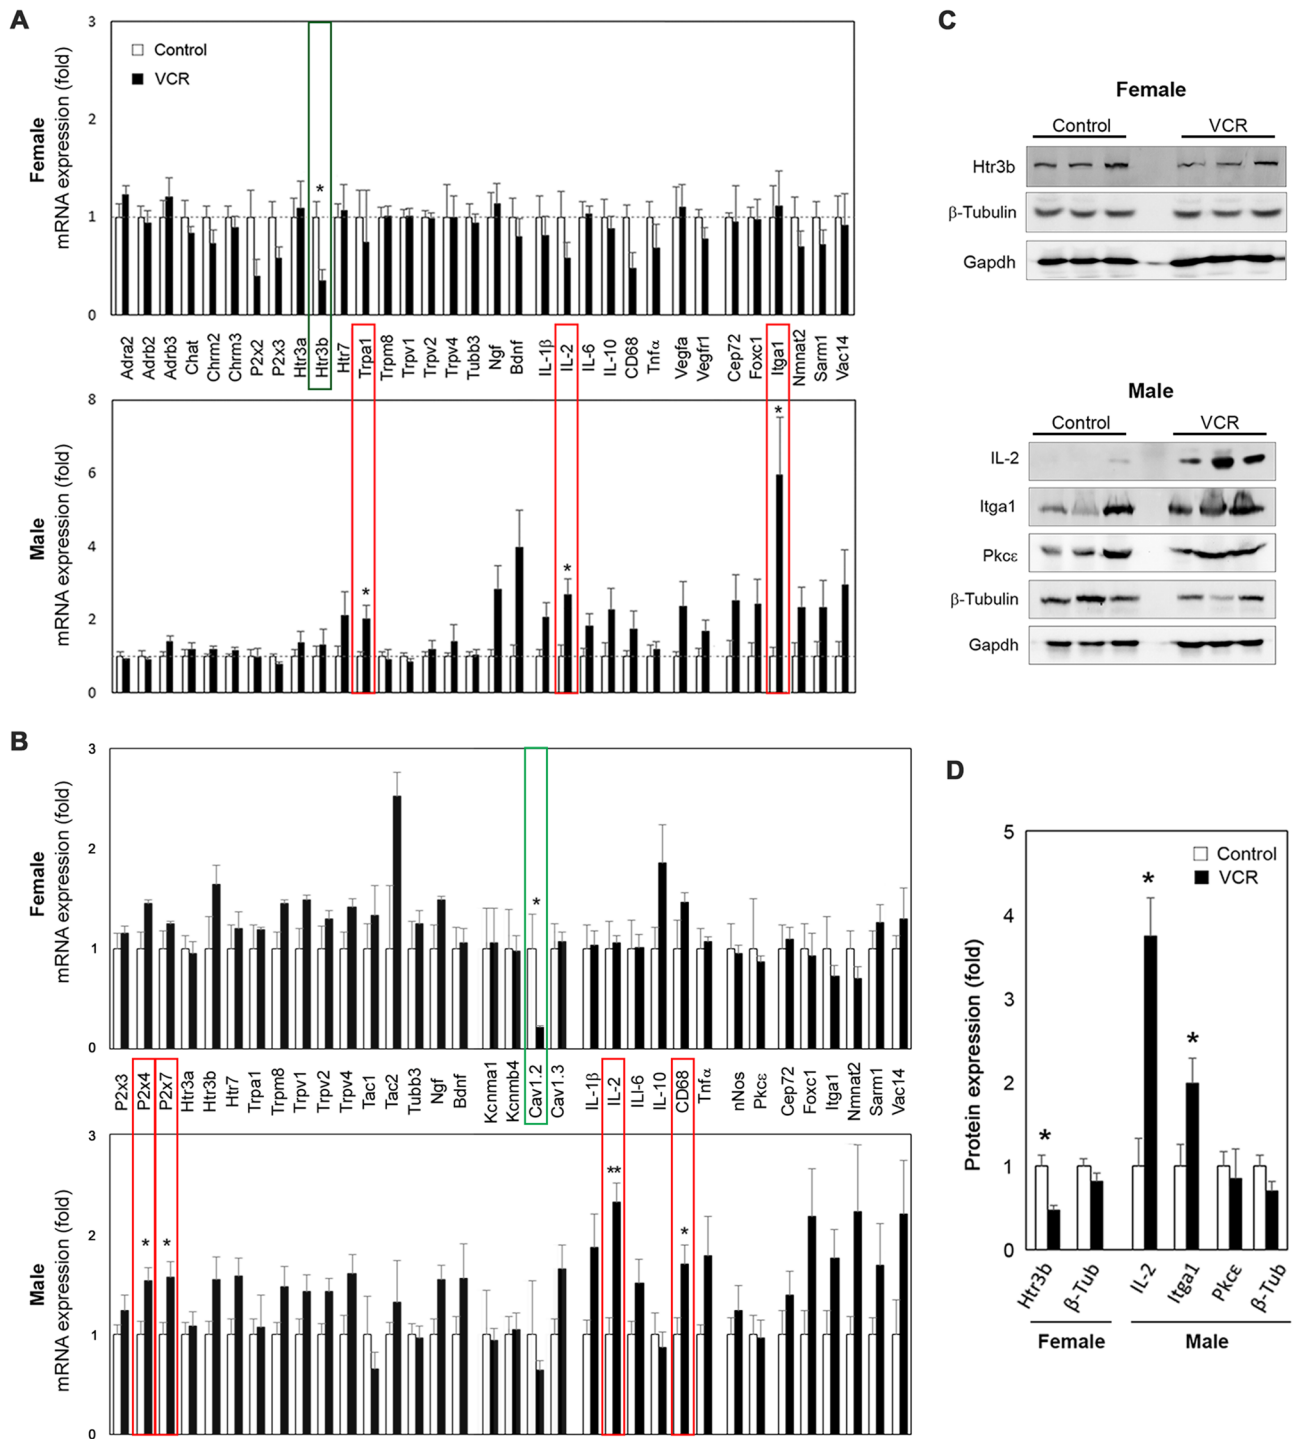 A
Female
mRNA expression (fold)
3
2
1
0
Control
VCR
*
Adra2 Adrb2 Adrb3 Chat Chrm2 Chrm3 P2x2 P2x3 Htr3a Htr3b Htr7 Trpa1 Trpm8 Trpv1 Trpv2 Trpv4 Tubb3 Ngf Bdnf IL-1β IL-2 IL-6 IL-10 CD68 Tnfα Vegfa Vegfr1 Cep72 Foxc1 Itga1 Nmnat2 Sarm1 Vac14
Male
mRNA expression (fold)
8
6
4
2
0
* * *
B
Female
mRNA expression (fold)
3
2
1
0
*
P2x3 P2x4 P2x7 Htr3a Htr3b Htr7 Trpa1 Trpm8 Trpv1 Trpv2 Trpv4 Tac1 Tac2 Tubb3 Ngf Bdnf Kcnma1 Kcnmb4 Cav1.2 Cav1.3 IL-1β IL-2 ILI-6 IL-10 CD68 Tnfα nNos Pkcε Cep72 Foxc1 Itga1 Nmnat2 Sarm1 Vac14
Male
mRNA expression (fold)
3
2
1
0
* * ** *
C
Female
Control VCR
Htr3b
β-Tubulin
Gapdh
Male
Control VCR
IL-2
Itga1
Pkcε
β-Tubulin
Gapdh
D
Protein expression (fold)
5
4
3
2
1
0
Control
VCR
* * *
Htr3b β-Tub IL-2 Itga1 Pkcε β-Tub
Female Male